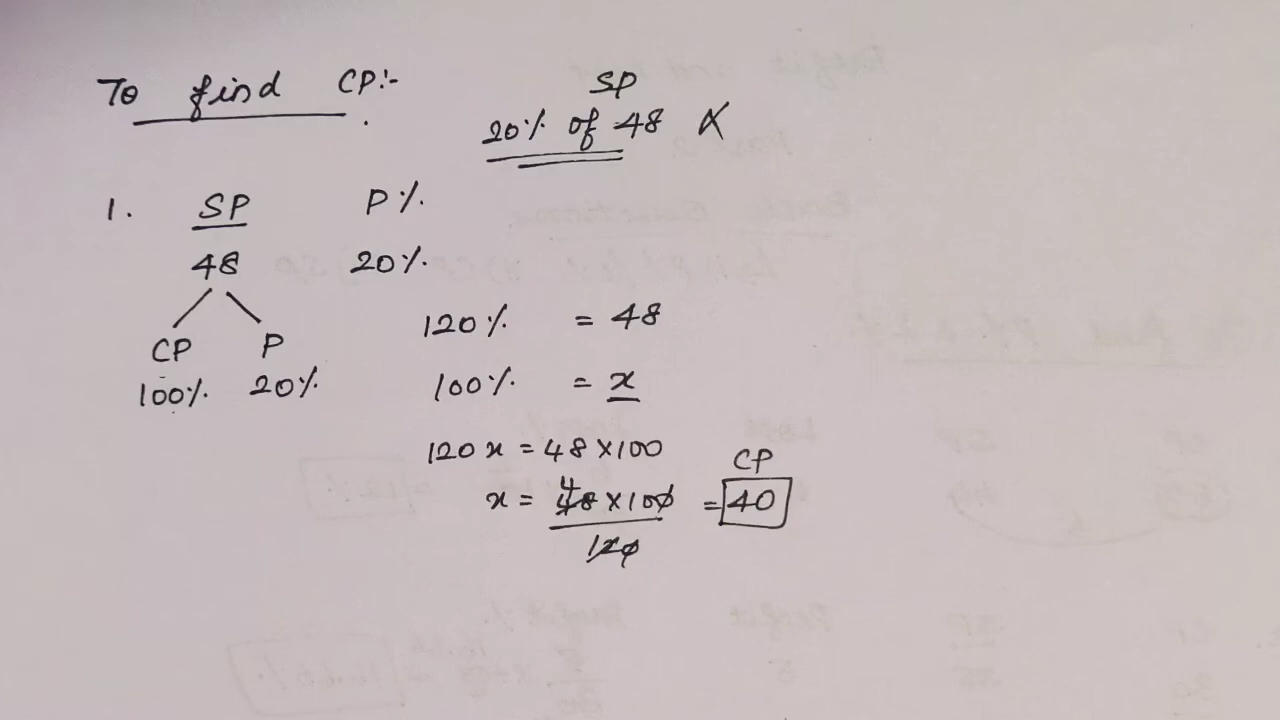 To find CP:-
SP
20% of 48 X
1. SP P%
48 20%
120% = 48
CP P
100% 20%
100% = x
120x = 48 X 100
CP
4
x = 48 X 100 = 40
120